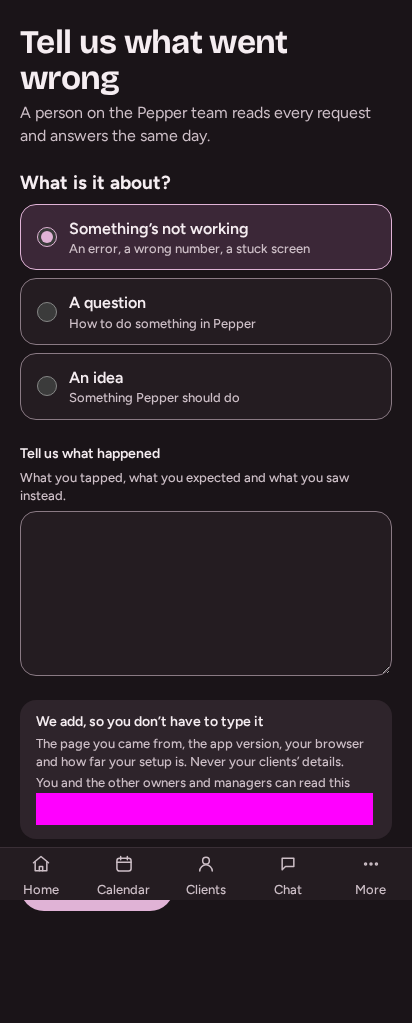 Tell us what went
wrong
A person on the Pepper team reads every request
and answers the same day.
What is it about?
Something’s not working
An error, a wrong number, a stuck screen
A question
How to do something in Pepper
An idea
Something Pepper should do
Tell us what happened
What you tapped, what you expected and what you saw
instead.
We add, so you don’t have to type it
The page you came from, the app version, your browser
and how far your setup is. Never your clients’ details.
You and the other owners and managers can read this
Home
Calendar
Clients
Chat
More